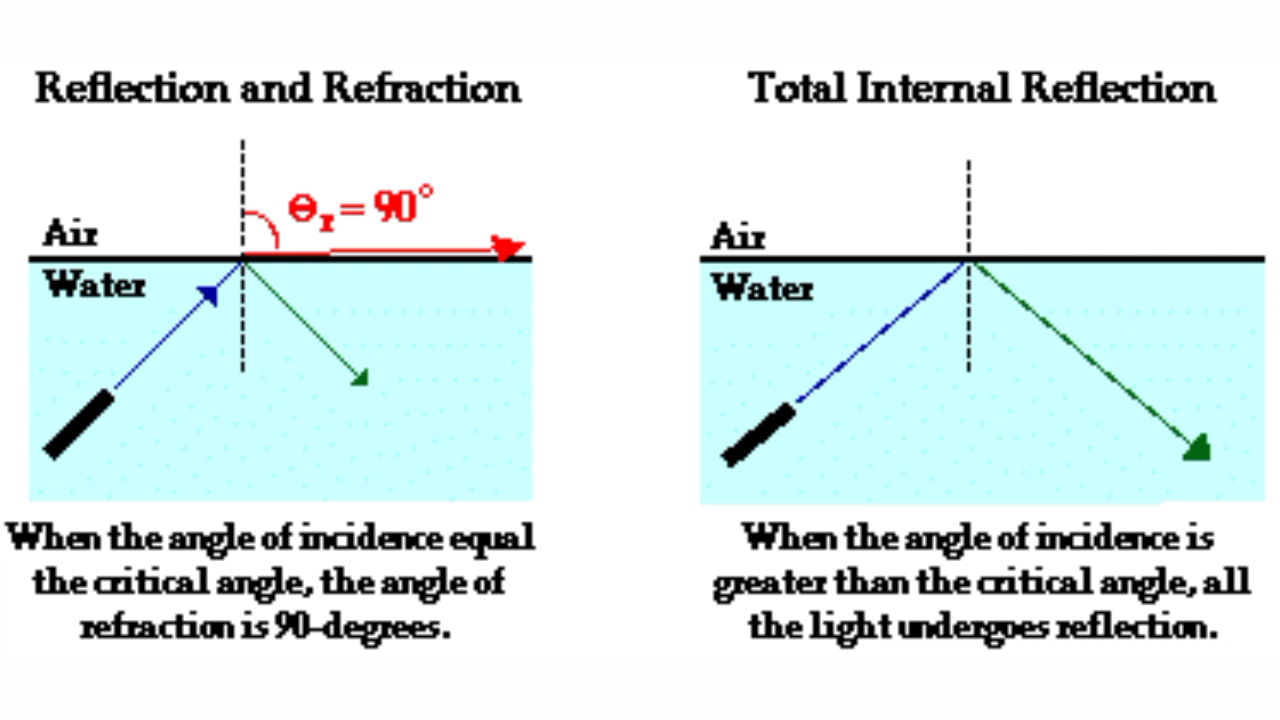 Reflection and Refraction
Θr = 90°
Air
Water
When the angle of incidence equal
the critical angle, the angle of
refraction is 90-degrees.
Total Internal Reflection
Air
Water
When the angle of incidence is
greater than the critical angle, all
the light undergoes reflection.